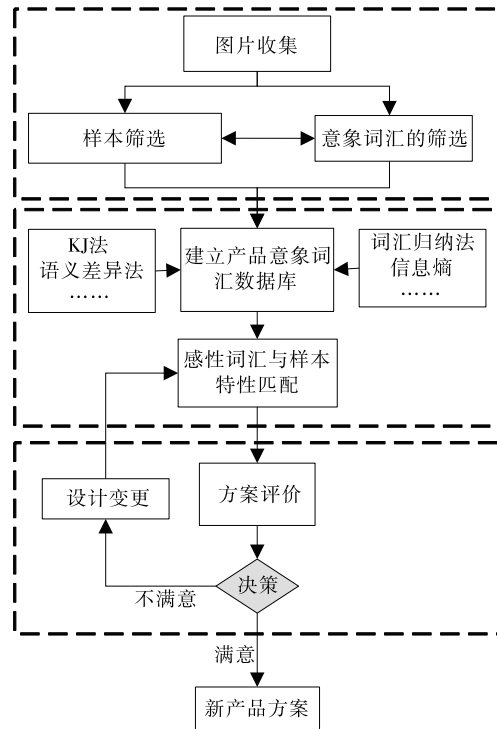 图片收集
样本筛选
意象词汇的筛选
KJ法
语义差异法
……
建立产品意象词
汇数据库
词汇归纳法
信息熵
……
感性词汇与样本
特性匹配
设计变更
方案评价
决策
不满意
满意
新产品方案